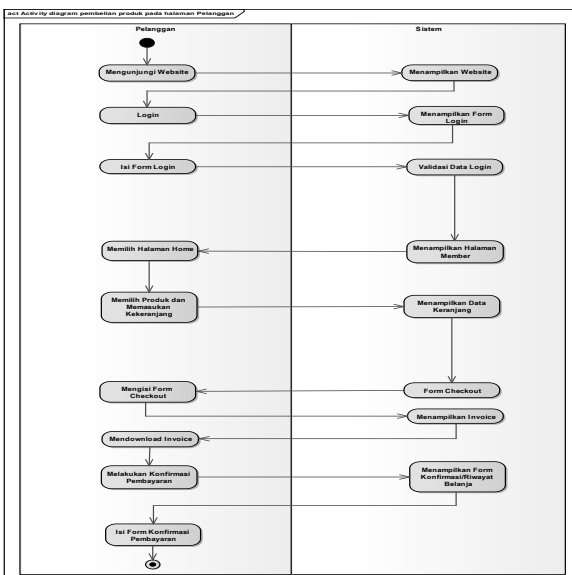 act Activity diagram pembelian produk pada halaman Pelanggan
Pelanggan
Sistem
Mengunjungi Website
Menampilkan Website
Login
Menampilkan Form
Login
Isi Form Login
Validasi Data Login
Memilih Halaman Home
Menampilkan Halaman
Member
Memilih Produk dan
Memasukan
Kekeranjang
Menampilkan Data
Keranjang
Mengisi Form
Checkout
Form Checkout
Menampilkan Invoice
Mendownload Invoice
Melakukan Konfirmasi
Pembayaran
Menampilkan Form
Konfirmasi/Riwayat
Belanja
Isi Form Konfirmasi
Pembayaran